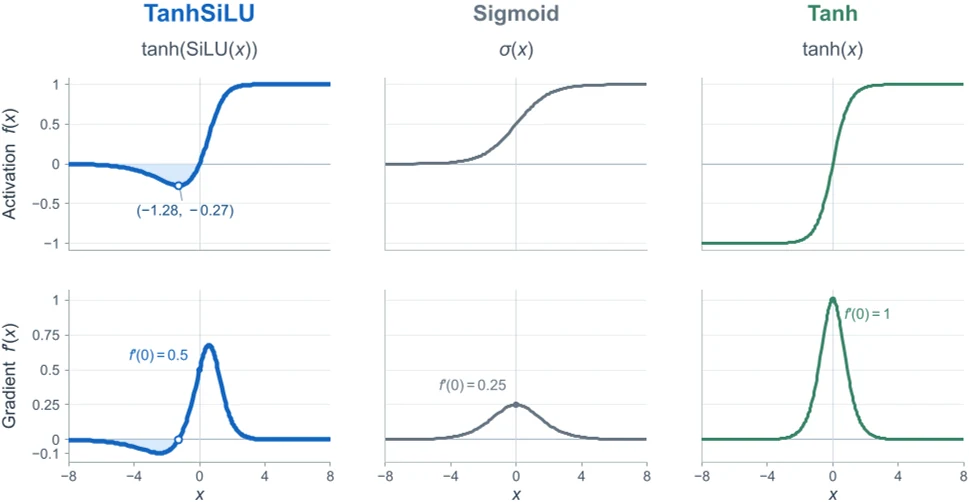 TanhSiLU
tanh(SiLU(x))
Sigmoid
σ(x)
Tanh
tanh(x)
Activation f(x)
1
0.5
0
−0.5
−1
(−1.28, −0.27)
Gradient f′(x)
1
0.75
0.5
0.25
0
−0.1
f′(0) = 0.5
f′(0) = 0.25
f′(0) = 1
−8 −4 0 4 8
x
−8 −4 0 4 8
x
−8 −4 0 4 8
x